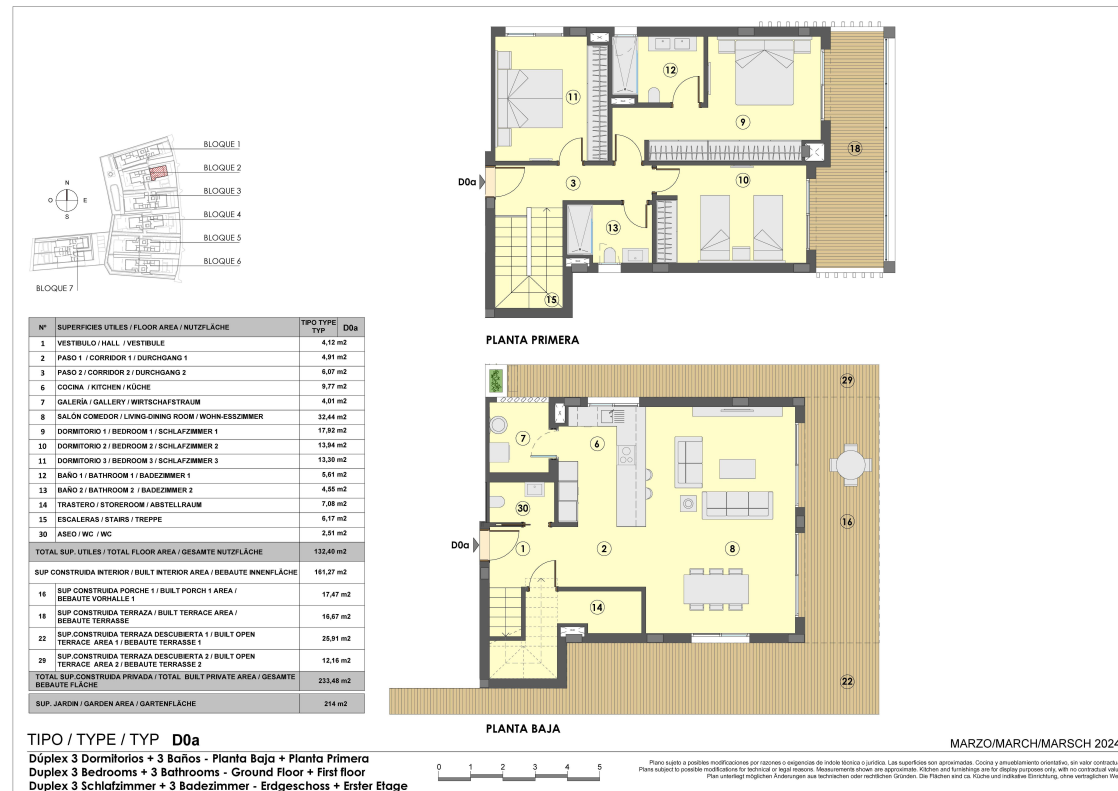 BLOQUE 1
BLOQUE 2
BLOQUE 3
BLOQUE 4
BLOQUE 5
BLOQUE 6
BLOQUE 7
N
O
E
S
11
12
9
18
D0a
3
10
13
15
PLANTA PRIMERA
29
7
6
30
16
D0a
1
2
8
14
22
PLANTA BAJA
Nº SUPERFICIES UTILES / FLOOR AREA / NUTZFLÄCHE TIPO TYPE TYP D0a
1 VESTIBULO / HALL / VESTIBULE 4,12 m2
2 PASO 1 / CORRIDOR 1 / DURCHGANG 1 4,91 m2
3 PASO 2 / CORRIDOR 2 / DURCHGANG 2 6,07 m2
6 COCINA / KITCHEN / KÜCHE 9,77 m2
7 GALERÍA / GALLERY / WIRTSCHAFSTRAUM 4,01 m2
8 SALÓN COMEDOR / LIVING-DINING ROOM / WOHN-ESSZIMMER 32,44 m2
9 DORMITORIO 1 / BEDROOM 1 / SCHLAFZIMMER 1 17,92 m2
10 DORMITORIO 2 / BEDROOM 2 / SCHLAFZIMMER 2 13,94 m2
11 DORMITORIO 3 / BEDROOM 3 / SCHLAFZIMMER 3 13,30 m2
12 BAÑO 1 / BATHROOM 1 / BADEZIMMER 1 5,61 m2
13 BAÑO 2 / BATHROOM 2 / BADEZIMMER 2 4,55 m2
14 TRASTERO / STOREROOM / ABSTELLRAUM 7,08 m2
15 ESCALERAS / STAIRS / TREPPE 6,17 m2
30 ASEO / WC / WC 2,51 m2
TOTAL SUP. UTILES / TOTAL FLOOR AREA / GESAMTE NUTZFLÄCHE 132,40 m2
SUP CONSTRUIDA INTERIOR / BUILT INTERIOR AREA / BEBAUTE INNENFLÄCHE 161,27 m2
16 SUP CONSTRUIDA PORCHE 1 / BUILT PORCH 1 AREA /
BEBAUTE VORHALLE 1 17,47 m2
18 SUP CONSTRUIDA TERRAZA / BUILT TERRACE AREA /
BEBAUTE TERRASSE 16,67 m2
22 SUP.CONSTRUIDA TERRAZA DESCUBIERTA 1 / BUILT OPEN
TERRACE AREA 1 / BEBAUTE TERRASSE 1 25,91 m2
29 SUP.CONSTRUIDA TERRAZA DESCUBIERTA 2 / BUILT OPEN
TERRACE AREA 2 / BEBAUTE TERRASSE 2 12,16 m2
TOTAL SUP.CONSTRUIDA PRIVADA / TOTAL BUILT PRIVATE AREA / GESAMTE
BEBAUTE FLÄCHE 233,48 m2
SUP. JARDIN / GARDEN AREA / GARTENFLÄCHE 214 m2
TIPO / TYPE / TYP D0a
Dúplex 3 Dormitorios + 3 Baños - Planta Baja + Planta Primera
Duplex 3 Bedrooms + 3 Bathrooms - Ground Floor + First floor
Duplex 3 Schlafzimmer + 3 Badezimmer - Erdgeschoss + Erster Etage
0 1 2 3 4 5
MARZO/MARCH/MARSCH 2024
Plano sujeto a posibles modificaciones por razones o exigencias de índole técnica o jurídica. Las superficies son aproximadas. Cocina y amueblamiento orientativo, sin valor contractu
Plans subject to possible modifications for technical or legal reasons. Measurements shown are approximate. Kitchen and furnishings are for display purposes only, with no contractual valu
Plan unterliegt möglichen Änderungen aus technischen oder rechtlichen Gründen. Die Flächen sind ca. Küche und indikative Einrichtung, ohne vertraglichen We